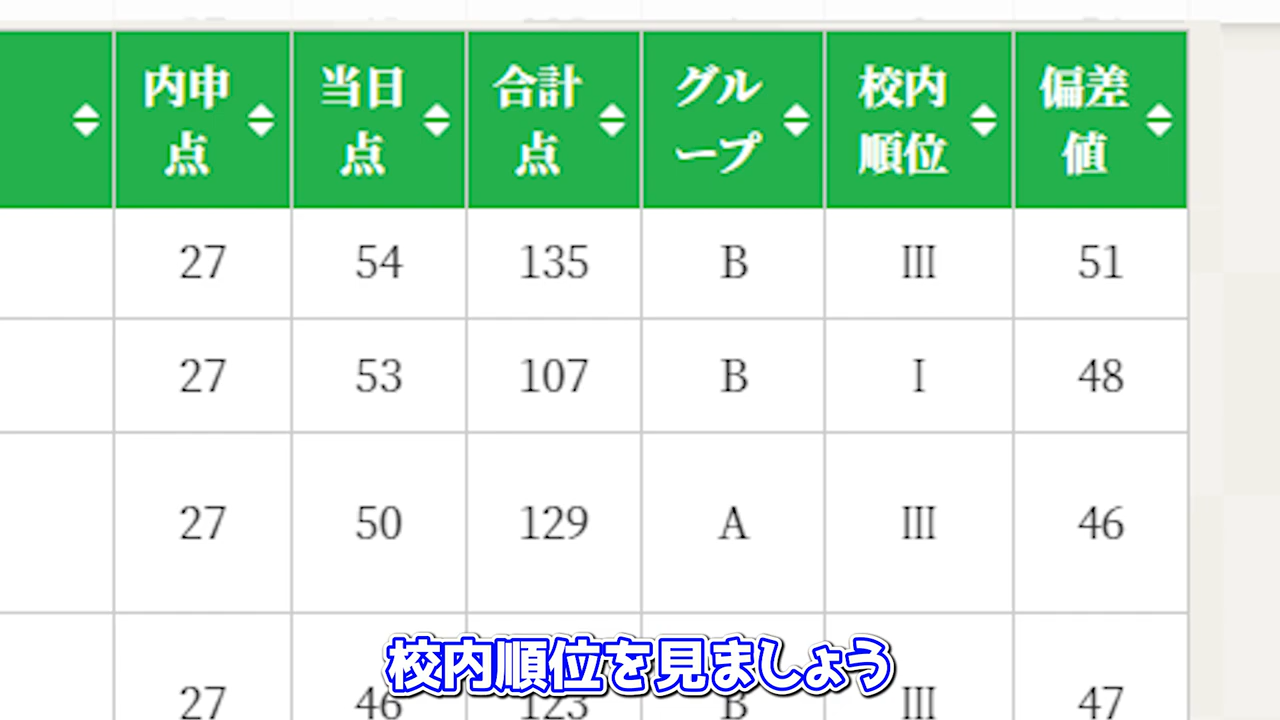 内申点 当日点 合計点 グループ 校内順位 偏差値
27 54 135 B III 51
27 53 107 B I 48
27 50 129 A III 46
27 46 123 B III 47
校内順位を見ましょう